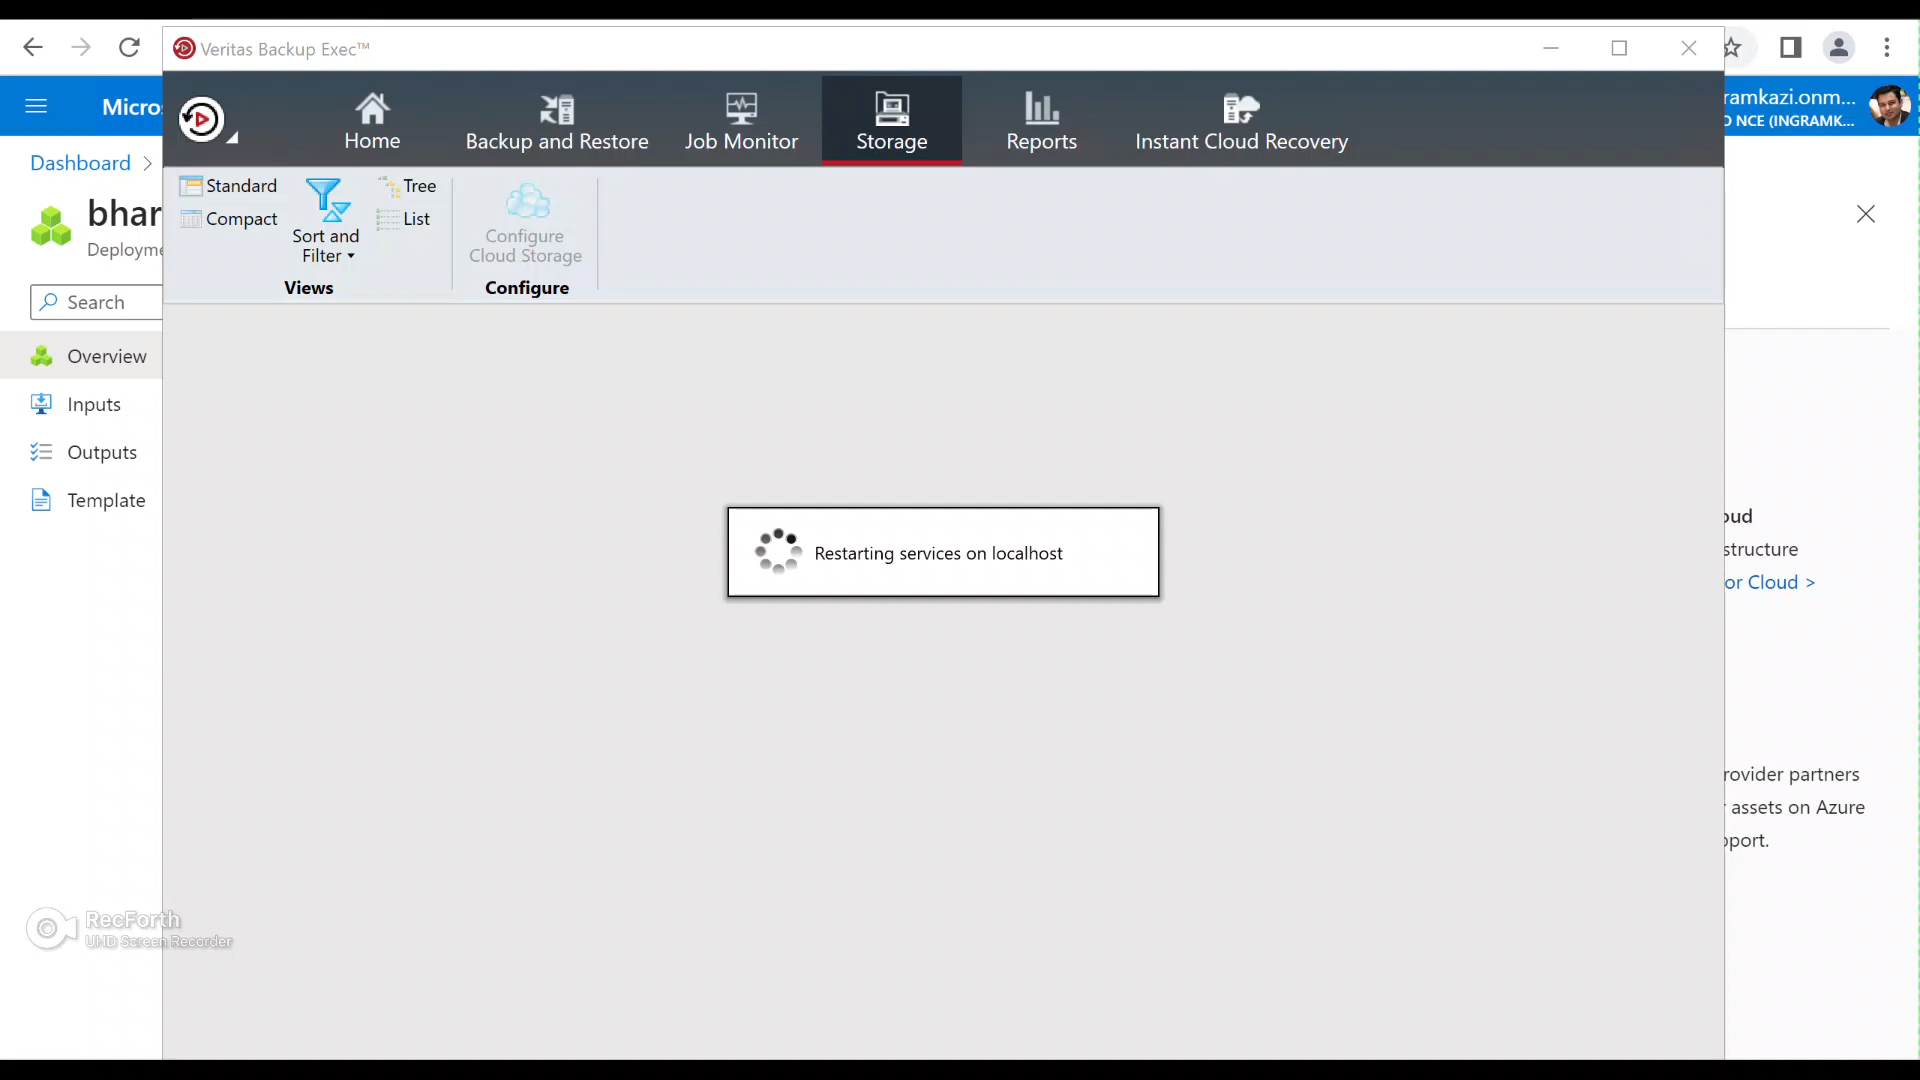 Veritas Backup Exec™
Micros
ramkazi.onm...
O NCE (INGRAMK...
Home
Backup and Restore
Job Monitor
Storage
Reports
Instant Cloud Recovery
Dashboard >
Standard
Compact
Sort and
Filter
Tree
List
Views
Configure
Cloud Storage
Configure
bhar
Deployme
Search
Overview
Inputs
Outputs
Template
Restarting services on localhost
oud
structure
or Cloud >
rovider partners
assets on Azure
pport.
RecForth
UHD Screen Recorder